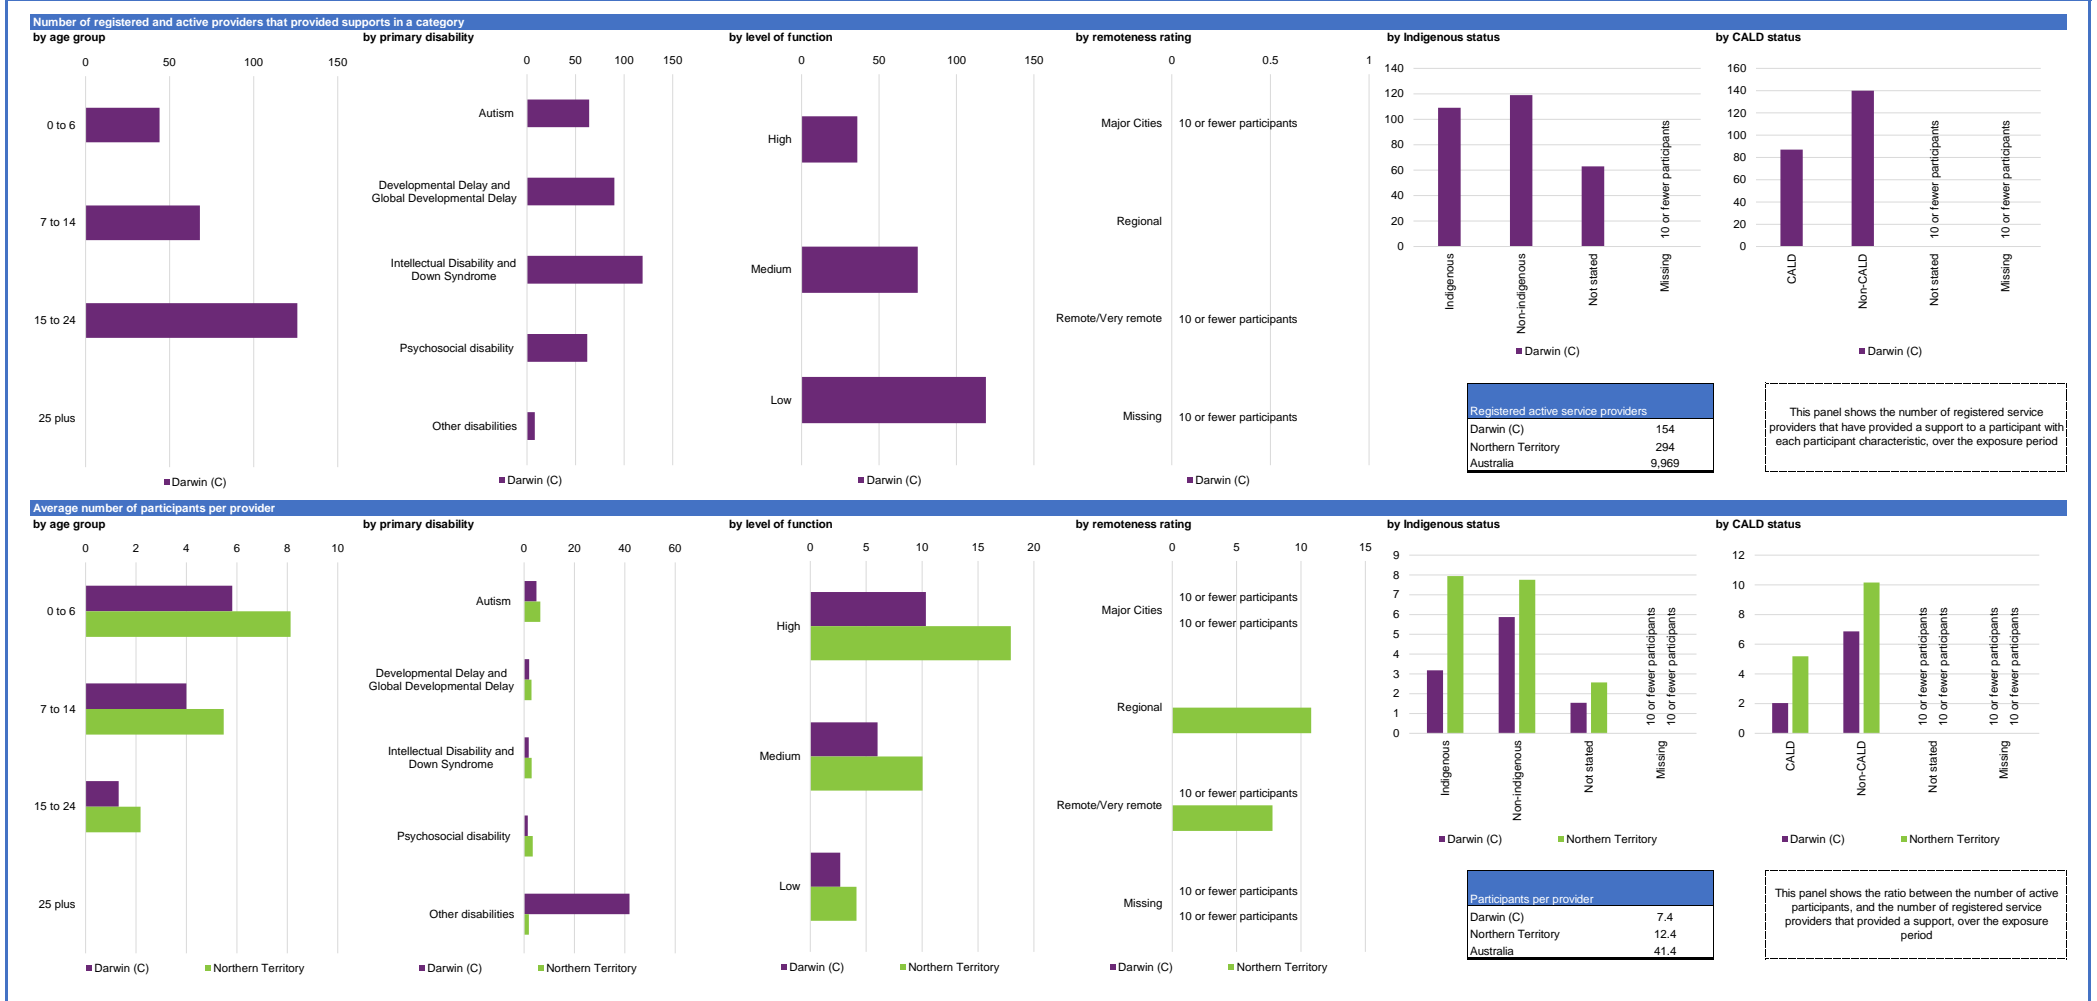 Number of registered and active providers that provided supports in a category
by age group
0 50 100 150
0 to 6
7 to 14
15 to 24
25 plus
Darwin (C)
by primary disability
0 50 100 150
Autism
Developmental Delay and
Global Developmental Delay
Intellectual Disability and
Down Syndrome
Psychosocial disability
Other disabilities
Darwin (C)
by level of function
0 50 100 150
High
Medium
Low
Darwin (C)
by remoteness rating
0 0.5 1
Major Cities 10 or fewer participants
Regional
Remote/Very remote 10 or fewer participants
Missing 10 or fewer participants
Darwin (C)
by Indigenous status
140
120
100
80
60
40
20
0
10 or fewer participants
Indigenous
Non-indigenous
Not stated
Missing
Darwin (C)
by CALD status
160
140
120
100
80
60
40
20
0
10 or fewer participants
10 or fewer participants
CALD
Non-CALD
Not stated
Missing
Darwin (C)
Registered active service providers
Darwin (C) 154
Northern Territory 294
Australia 9,969
This panel shows the number of registered service
providers that have provided a support to a participant with
each participant characteristic, over the exposure period
Average number of participants per provider
by age group
0 2 4 6 8 10
0 to 6
7 to 14
15 to 24
25 plus
Darwin (C) Northern Territory
by primary disability
0 20 40 60
Autism
Developmental Delay and
Global Developmental Delay
Intellectual Disability and
Down Syndrome
Psychosocial disability
Other disabilities
Darwin (C) Northern Territory
by level of function
0 5 10 15 20
High
Medium
Low
Darwin (C) Northern Territory
by remoteness rating
0 5 10 15
Major Cities
10 or fewer participants
10 or fewer participants
Regional
10 or fewer participants
Remote/Very remote
Missing
10 or fewer participants
10 or fewer participants
Darwin (C) Northern Territory
by Indigenous status
9
8
7
6
5
4
3
2
1
0
10 or fewer participants
10 or fewer participants
Indigenous
Non-indigenous
Not stated
Missing
Darwin (C) Northern Territory
by CALD status
12
10
8
6
4
2
0
10 or fewer participants
10 or fewer participants
10 or fewer participants
10 or fewer participants
CALD
Non-CALD
Not stated
Missing
Darwin (C) Northern Territory
Participants per provider
Darwin (C) 7.4
Northern Territory 12.4
Australia 41.4
This panel shows the ratio between the number of active
participants, and the number of registered service
providers that provided a support, over the exposure
period